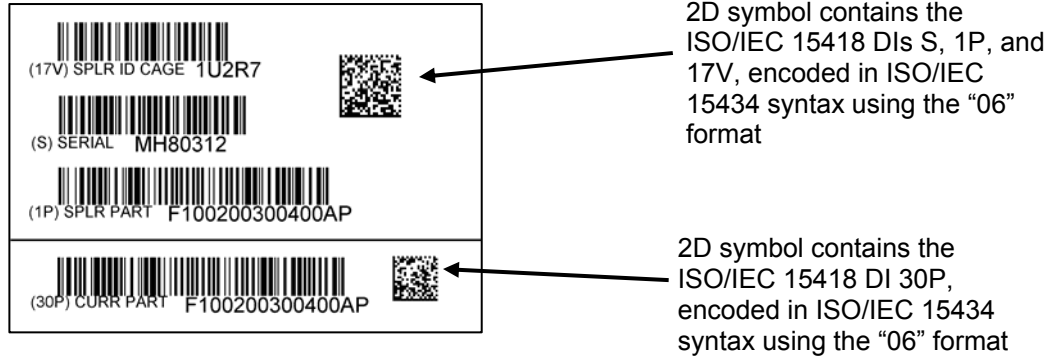 (17V) SPLR ID CAGE 1U2R7
(S) SERIAL MH80312
(1P) SPLR PART F100200300400AP
(30P) CURR PART F100200300400AP
2D symbol contains the
ISO/IEC 15418 DIs S, 1P, and
17V, encoded in ISO/IEC
15434 syntax using the “06”
format
2D symbol contains the
ISO/IEC 15418 DI 30P,
encoded in ISO/IEC 15434
syntax using the “06” format